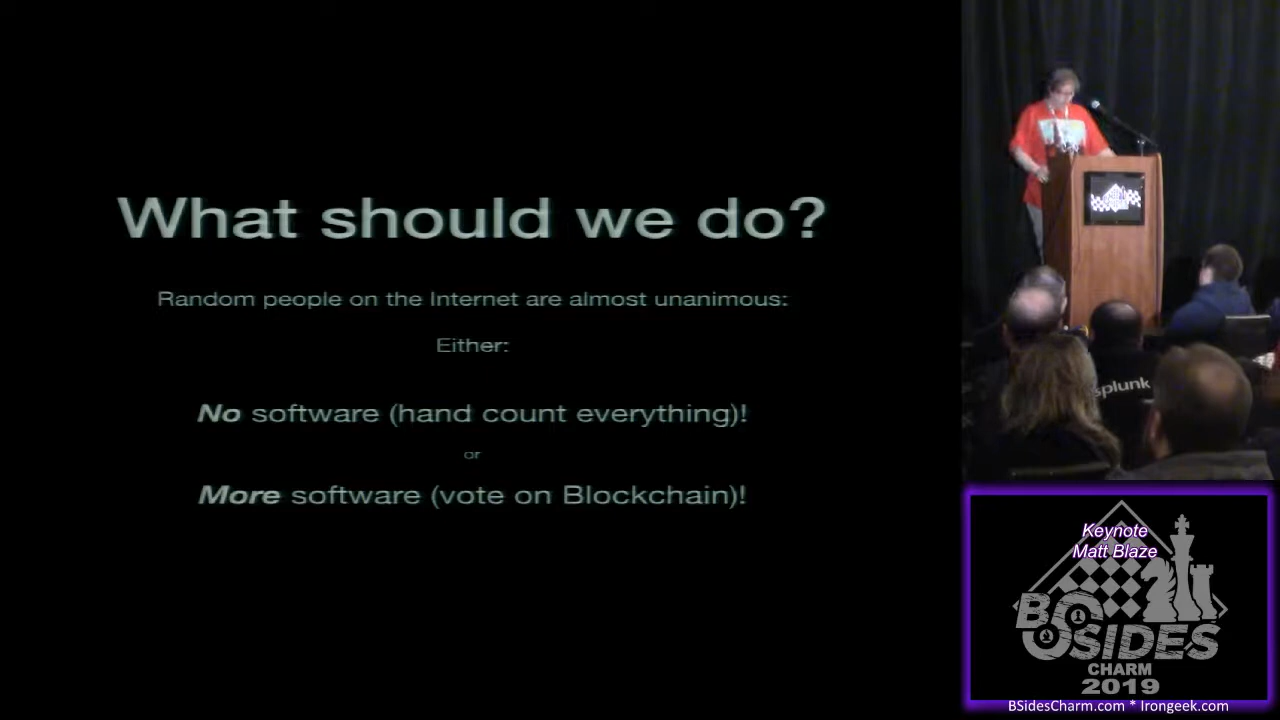 What should we do?
Random people on the Internet are almost unanimous:
Either:
No software (hand count everything)!
or
More software (vote on Blockchain)!
splunk
Keynote
Matt Blaze
BSIDES
CHARM
2019
BSidesCharm.com * Irongeek.com